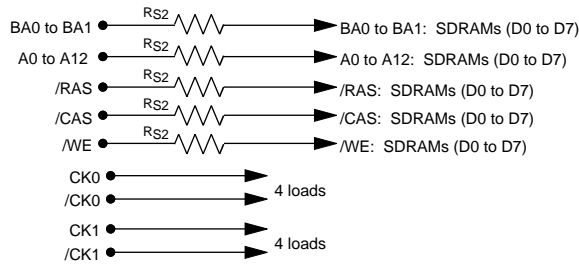 BA0 to BA1 RS2 BA0 to BA1: SDRAMs (D0 to D7)
A0 to A12 RS2 A0 to A12: SDRAMs (D0 to D7)
/RAS RS2 /RAS: SDRAMs (D0 to D7)
/CAS RS2 /CAS: SDRAMs (D0 to D7)
/WE RS2 /WE: SDRAMs (D0 to D7)
CK0
/CK0
4 loads
CK1
/CK1
4 loads